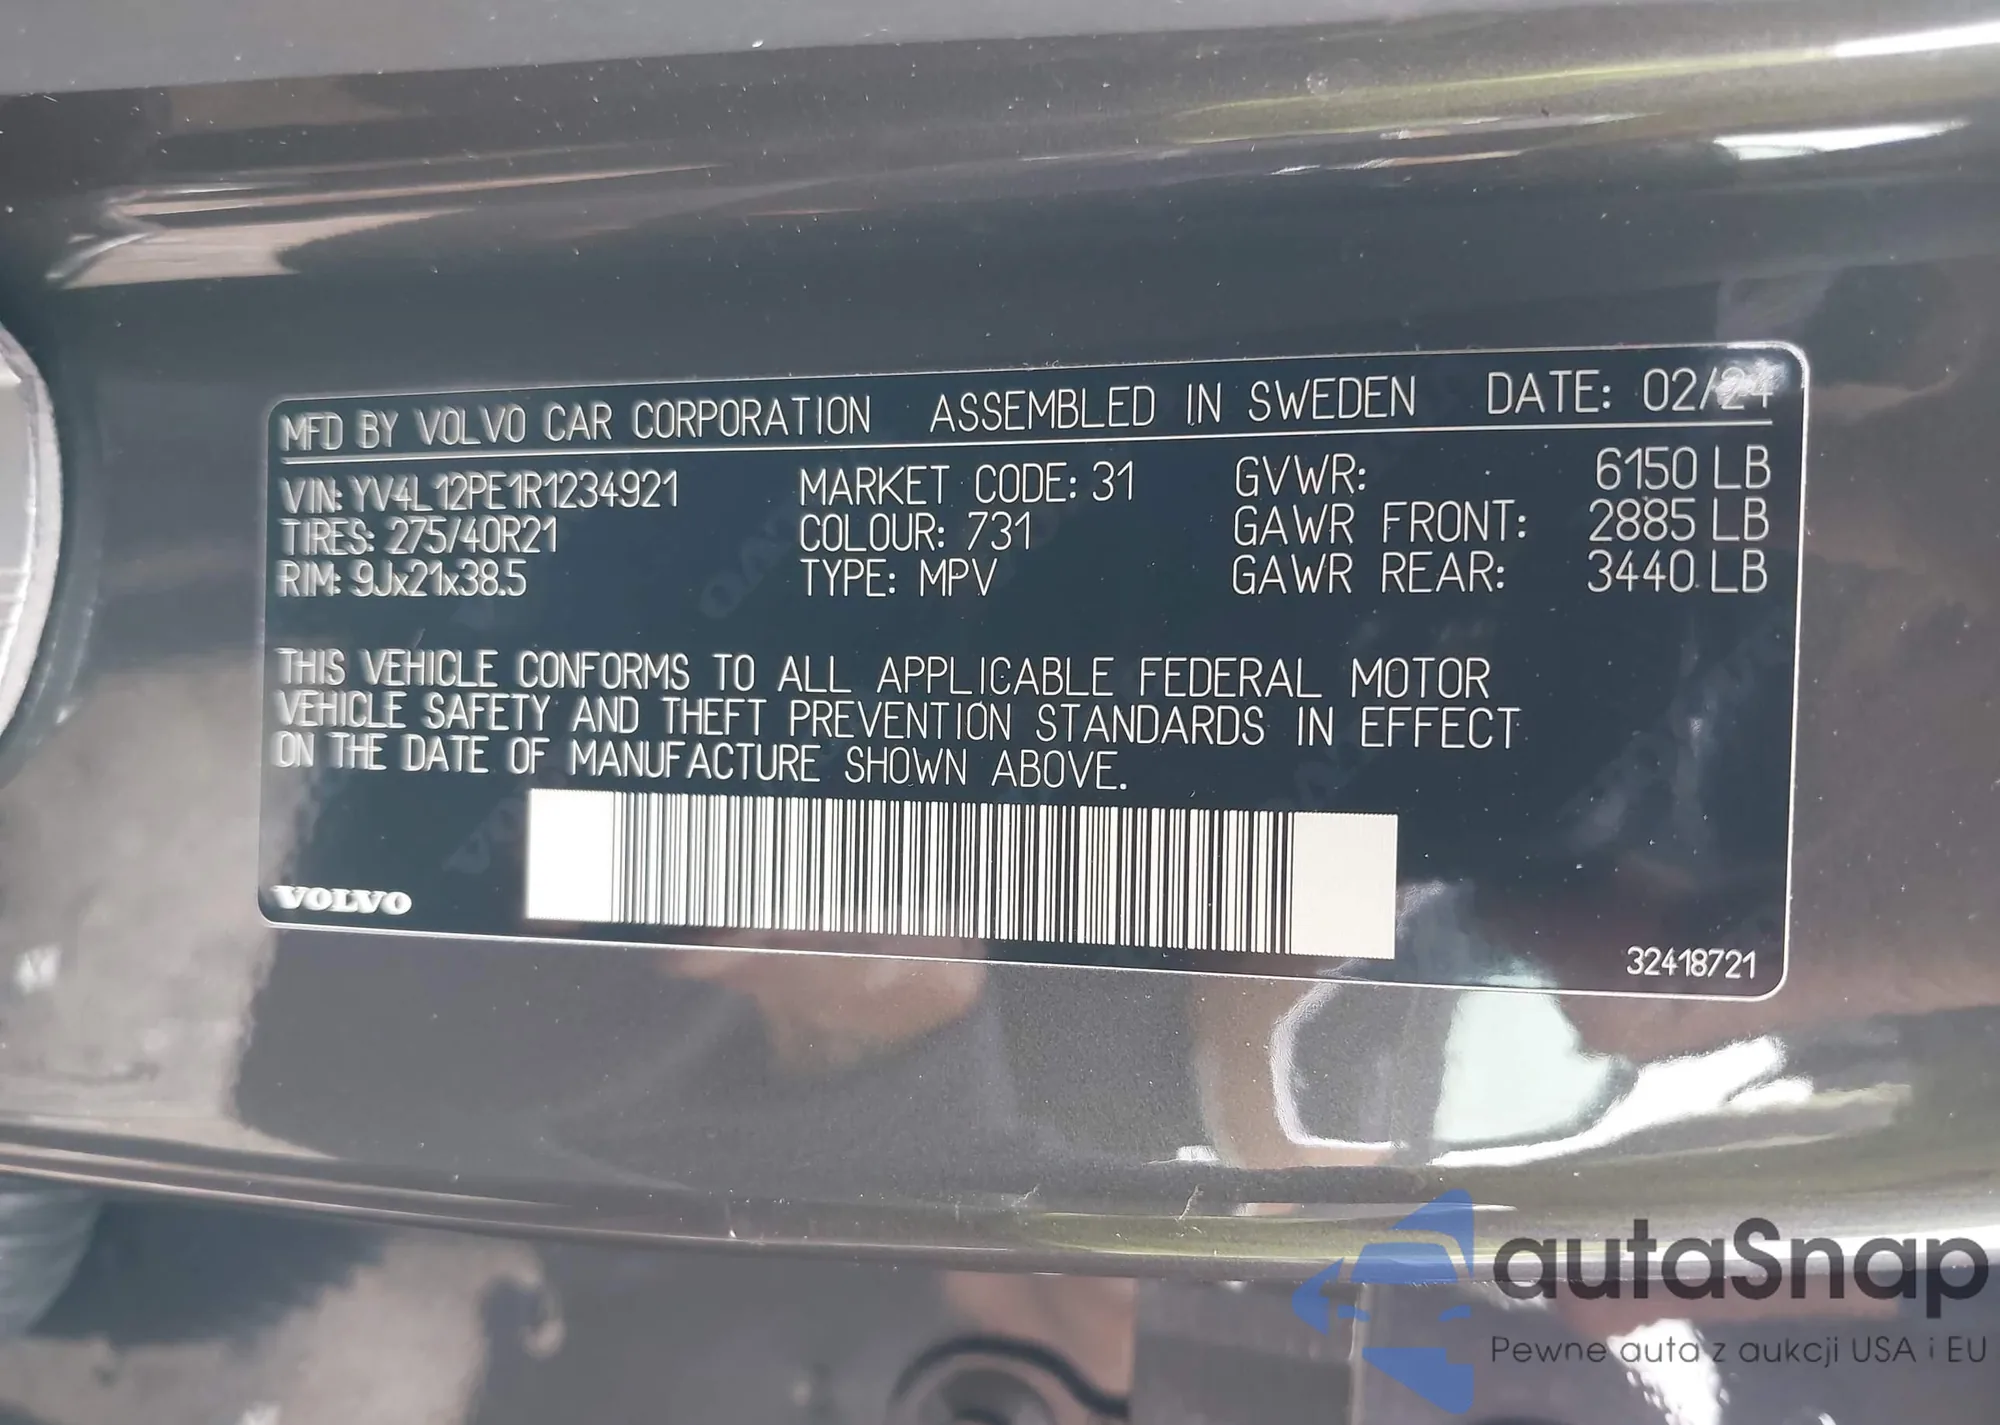 MFD BY VOLVO CAR CORPORATION ASSEMBLED IN SWEDEN DATE: 02/24
VIN: YV4L12PE1R1234921 MARKET CODE: 31 GVWR: 6150 LB
TIRES: 275/40R21 COLOUR: 731 GAWR FRONT: 2885 LB
RIM: 9Jx21x38.5 TYPE: MPV GAWR REAR: 3440 LB
THIS VEHICLE CONFORMS TO ALL APPLICABLE FEDERAL MOTOR
VEHICLE SAFETY AND THEFT PREVENTION STANDARDS IN EFFECT
ON THE DATE OF MANUFACTURE SHOWN ABOVE.
VOLVO
32418721
autaSnap
Pewne auta z aukcji USA i EU